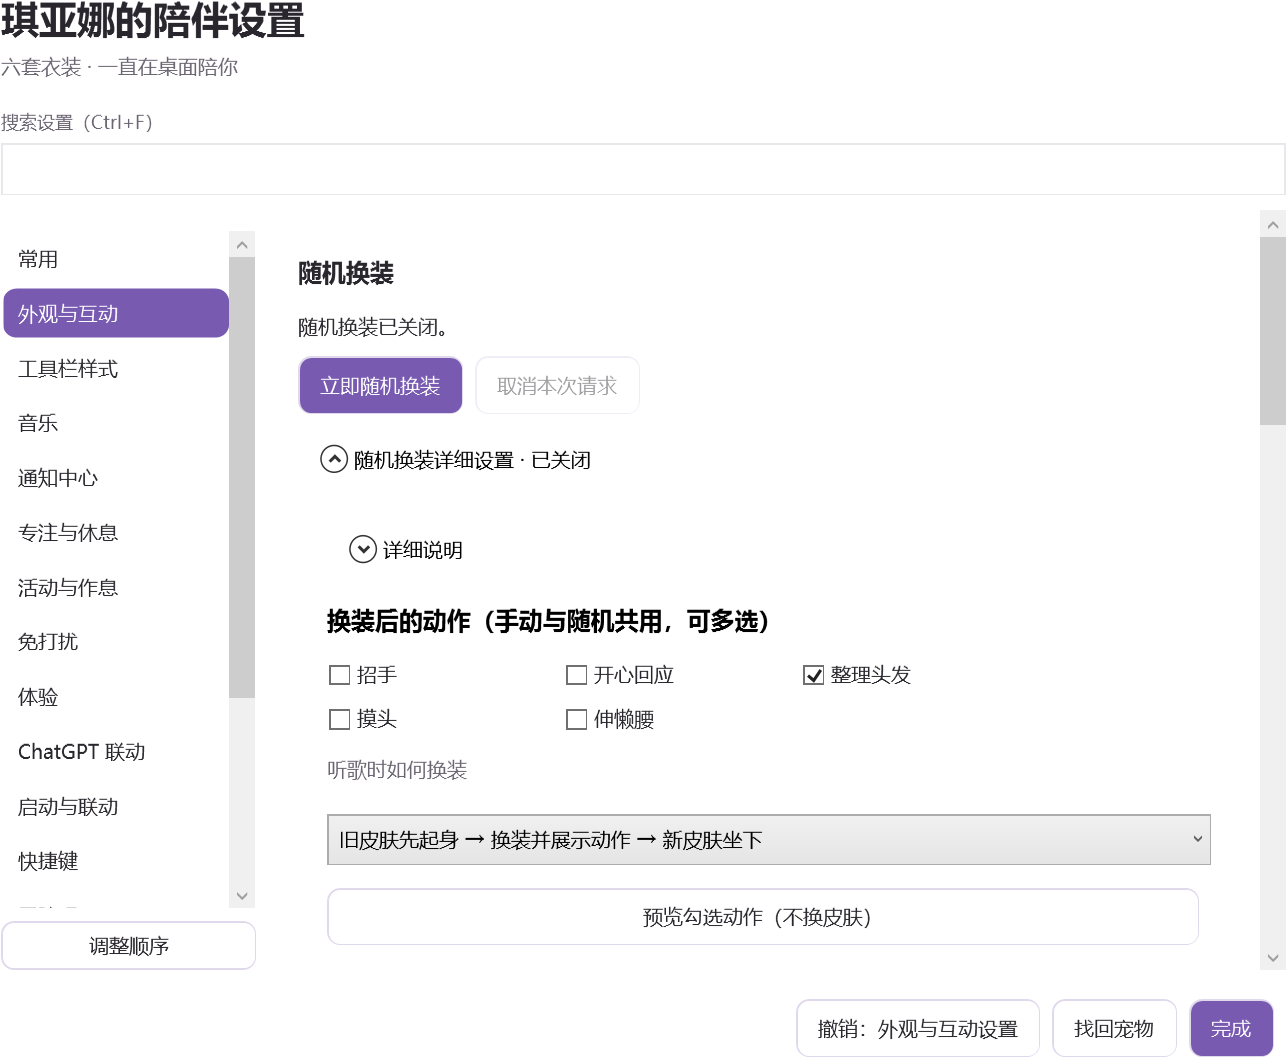 琪亚娜的陪伴设置
六套衣装 · 一直在桌面陪你
搜索设置（Ctrl+F）
常用
外观与互动
工具栏样式
音乐
通知中心
专注与休息
活动与作息
免打扰
体验
ChatGPT 联动
启动与联动
快捷键
调整顺序
随机换装
随机换装已关闭。
立即随机换装 取消本次请求
随机换装详细设置 · 已关闭
详细说明
换装后的动作（手动与随机共用，可多选）
招手 开心回应 整理头发
摸头 伸懒腰
听歌时如何换装
旧皮肤先起身 → 换装并展示动作 → 新皮肤坐下
预览勾选动作（不换皮肤）
撤销：外观与互动设置 找回宠物 完成